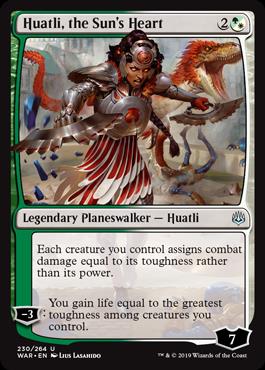 Huatli, the Sun's Heart 2
Legendary Planeswalker — Huatli
Each creature you control assigns combat
damage equal to its toughness rather
than its power.
-3 : You gain life equal to the greatest
toughness among creatures you
control.
7
230/264 U
WAR • EN Lius Lasahido
™ & © 2019 Wizards of the Coast